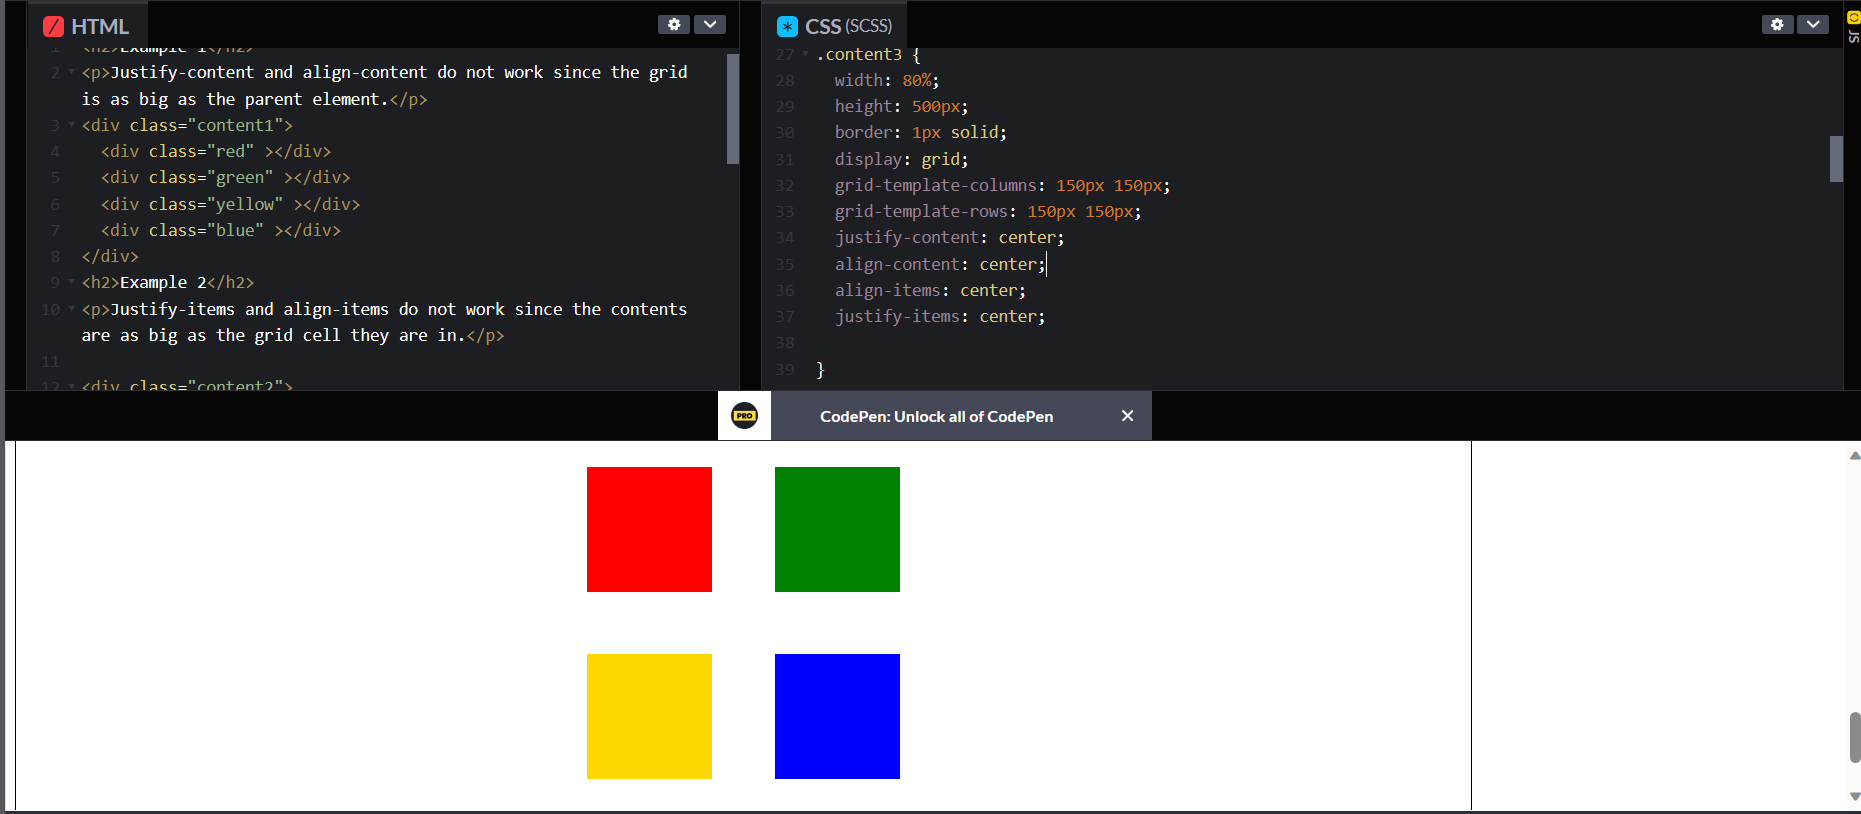 HTML
1 <h2>Example 1</h2>
2 <p>Justify-content and align-content do not work since the grid
is as big as the parent element.</p>
3 <div class="content1">
4 <div class="red" ></div>
5 <div class="green" ></div>
6 <div class="yellow" ></div>
7 <div class="blue" ></div>
8 </div>
9 <h2>Example 2</h2>
10 <p>Justify-items and align-items do not work since the contents
are as big as the grid cell they are in.</p>
11
12 <div class="content2">
CSS (SCSS)
27 .content3 {
28 width: 80%;
29 height: 500px;
30 border: 1px solid;
31 display: grid;
32 grid-template-columns: 150px 150px;
33 grid-template-rows: 150px 150px;
34 justify-content: center;
35 align-content: center;
36 align-items: center;
37 justify-items: center;
38
39 }
JS
PRO
CodePen: Unlock all of CodePen